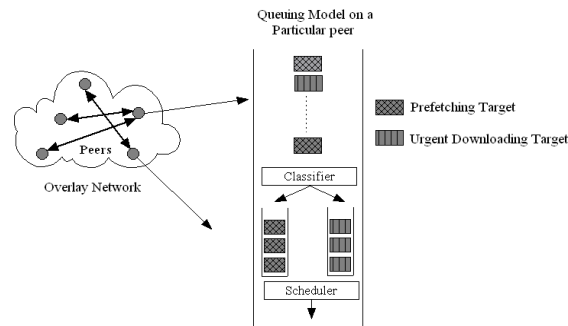 Queuing Model on a
Particular peer
Prefetching Target
Urgent Downloading Target
Peers
Overlay Network
Classifier
Scheduler